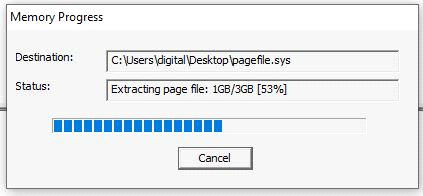 Memory Progress
Destination: C:\Users\digital\Desktop\pagefile.sys
Status: Extracting page file: 1GB/3GB [53%]
Cancel